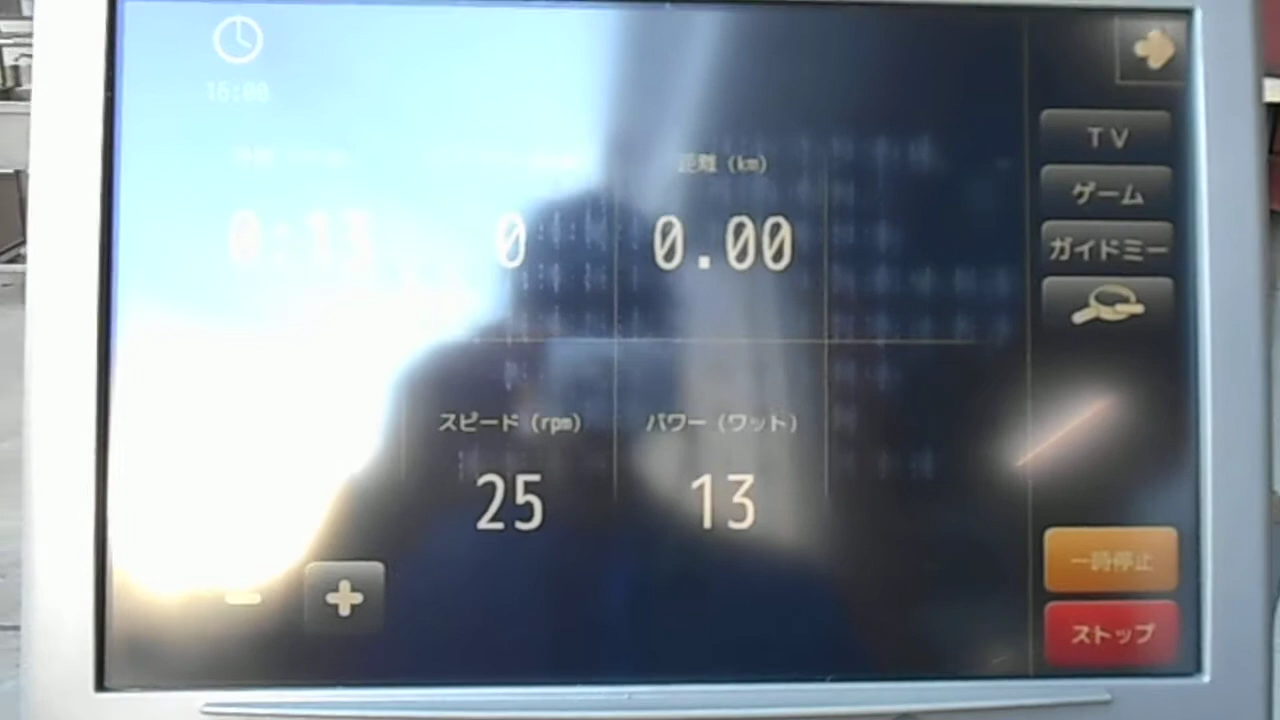 16:00
距離 (km)
0:13
0
0.00
スピード (rpm)
パワー (ワット)
25
13
TV
ゲーム
ガイドミー
一時停止
ストップ